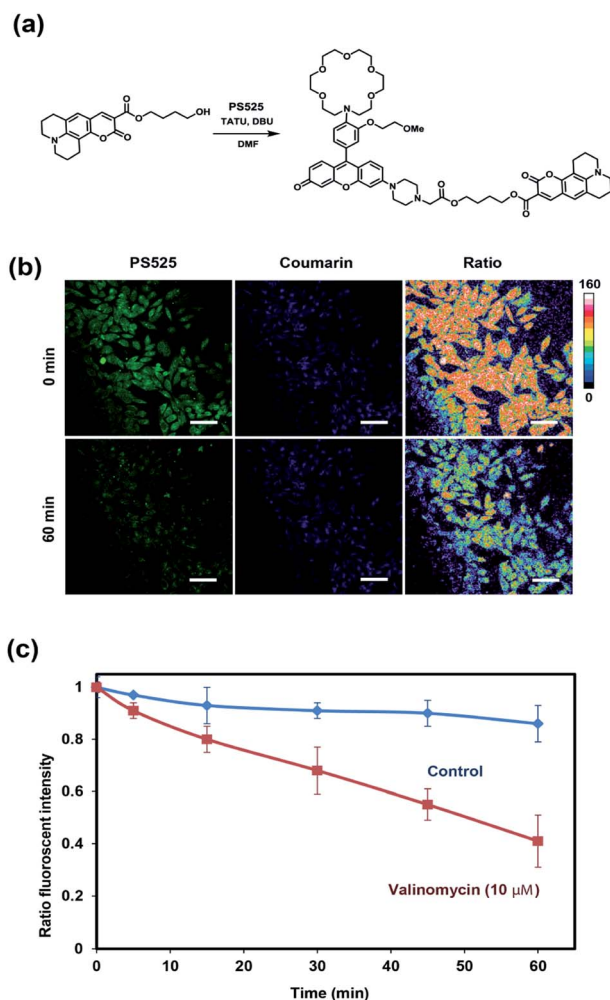 (a)
O
O
OH
PS525
TATU, DBU
DMF
N
O
O
O
O
O
O
O
N
O
OMe
O
O
N
N
O
O
O
O
O
O
N
(b)
PS525 Coumarin Ratio
0 min
160
0
60 min
(c)
Ratio fluoroscent intensity
1
0.8
0.6
0.4
0.2
0
Control
Valinomycin (10 μM)
0 10 20 30 40 50 60
Time (min)